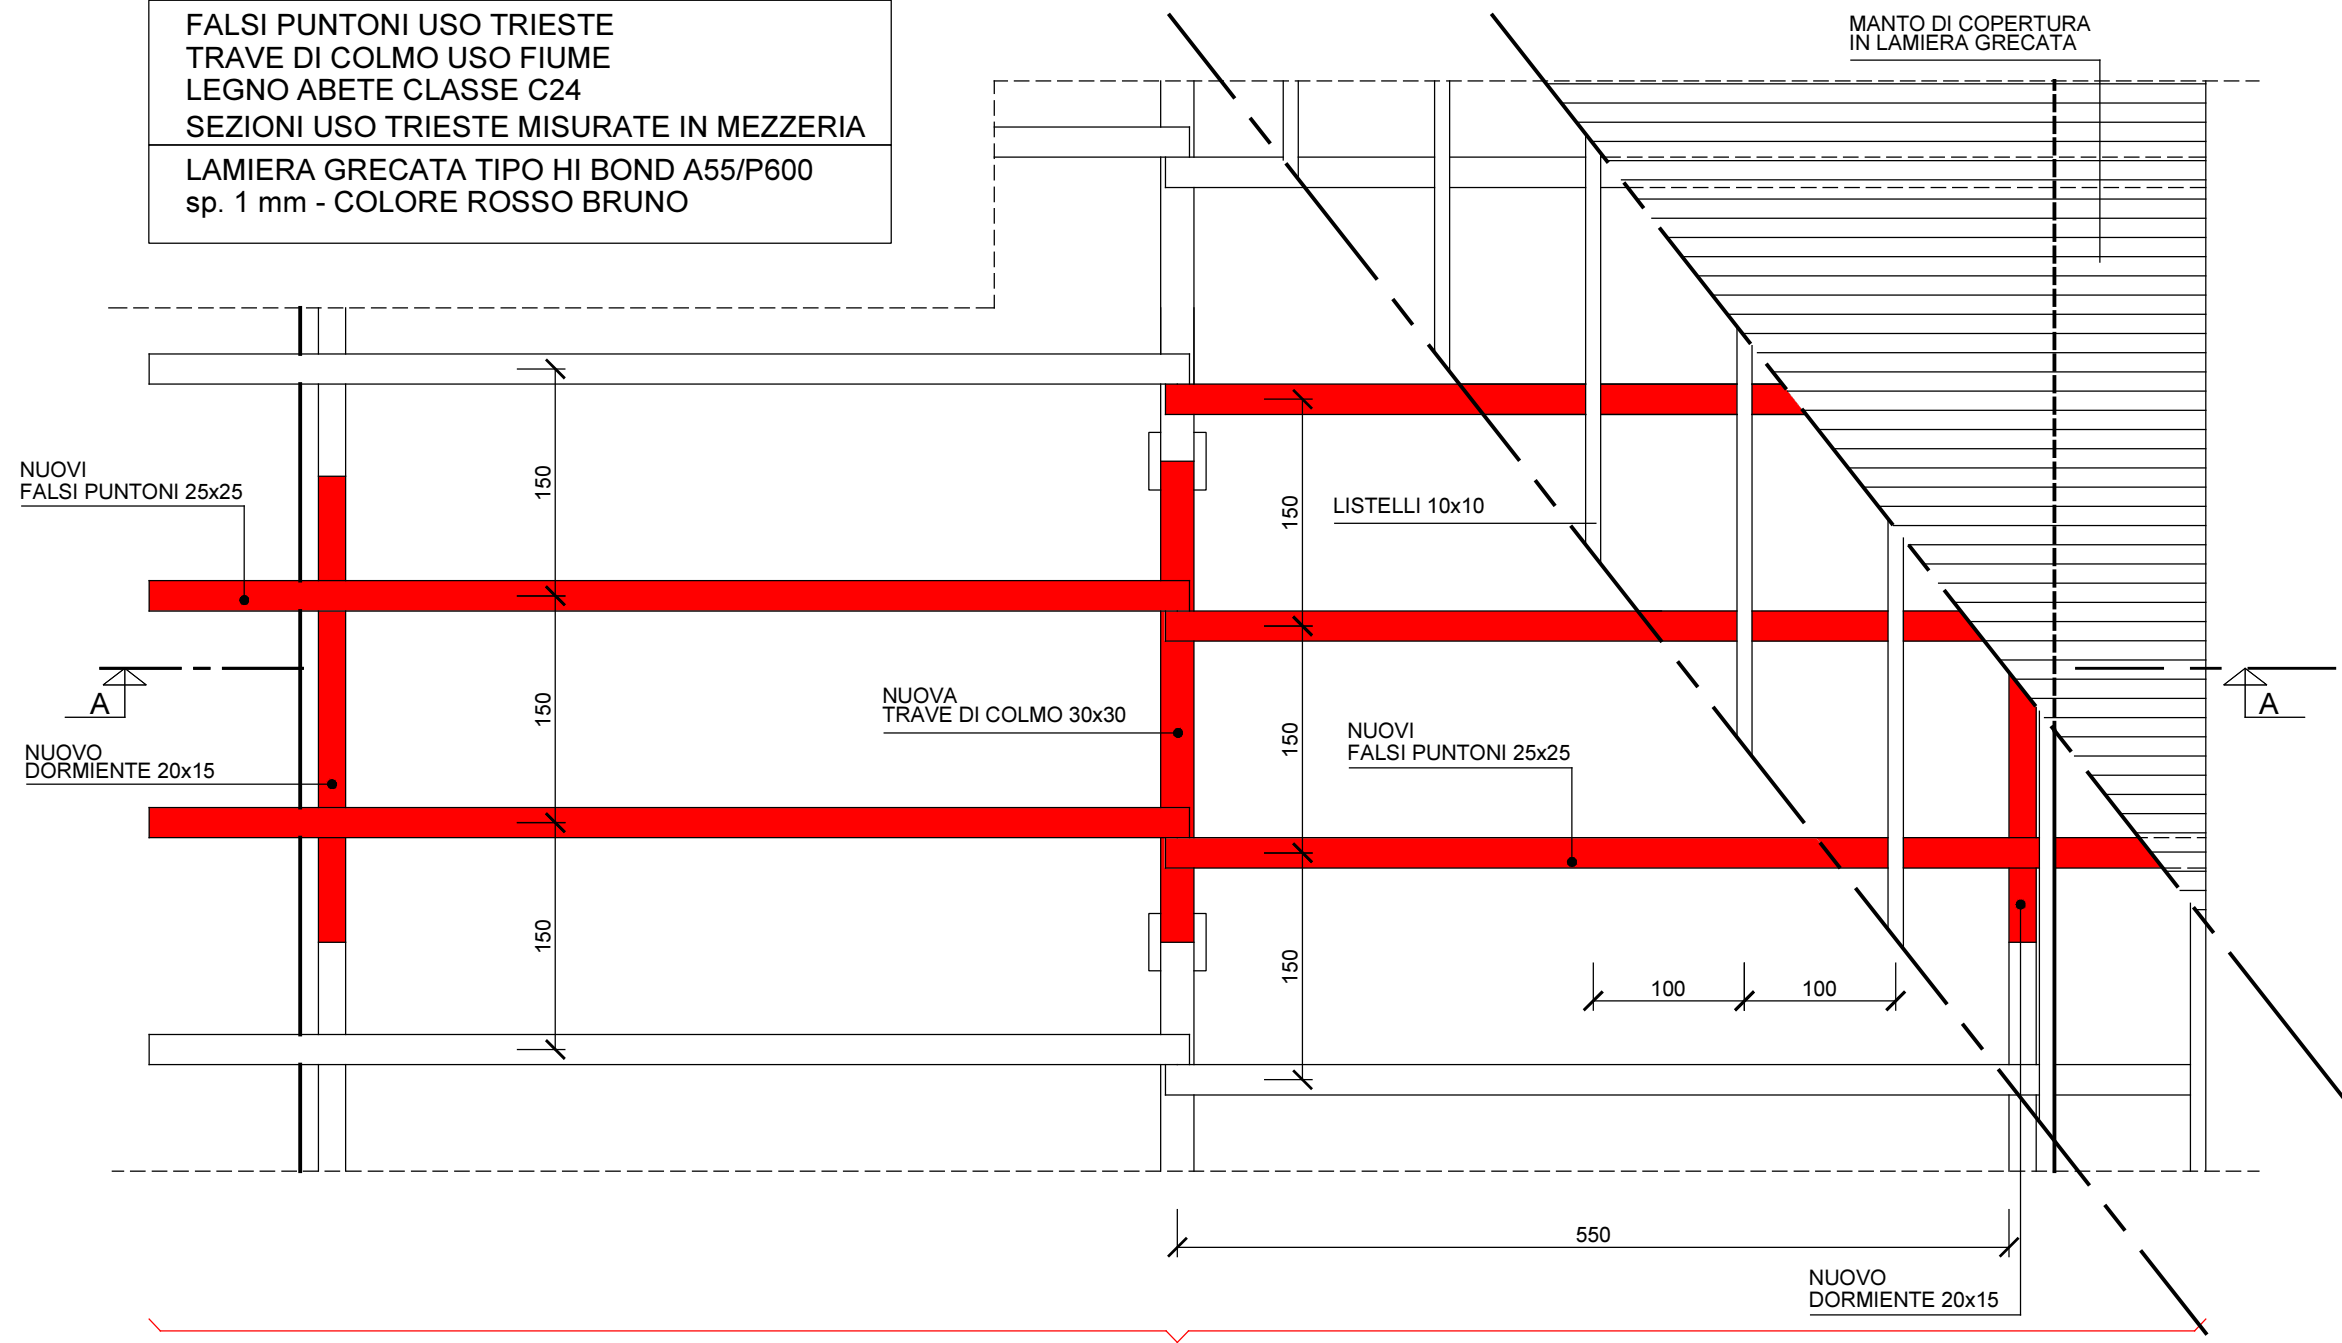 FALSI PUNTONI USO TRIESTE
TRAVE DI COLMO USO FIUME
LEGNO ABETE CLASSE C24
SEZIONI USO TRIESTE MISURATE IN MEZZERIA
LAMIERA GRECATA TIPO HI BOND A55/P600
sp. 1 mm - COLORE ROSSO BRUNO
MANTO DI COPERTURA
IN LAMIERA GRECATA
NUOVI
FALSI PUNTONI 25x25
150
150
LISTELLI 10x10
A
A
NUOVA
TRAVE DI COLMO 30x30
150
150
NUOVI
FALSI PUNTONI 25x25
NUOVO
DORMIENTE 20x15
150
150
100
100
550
NUOVO
DORMIENTE 20x15